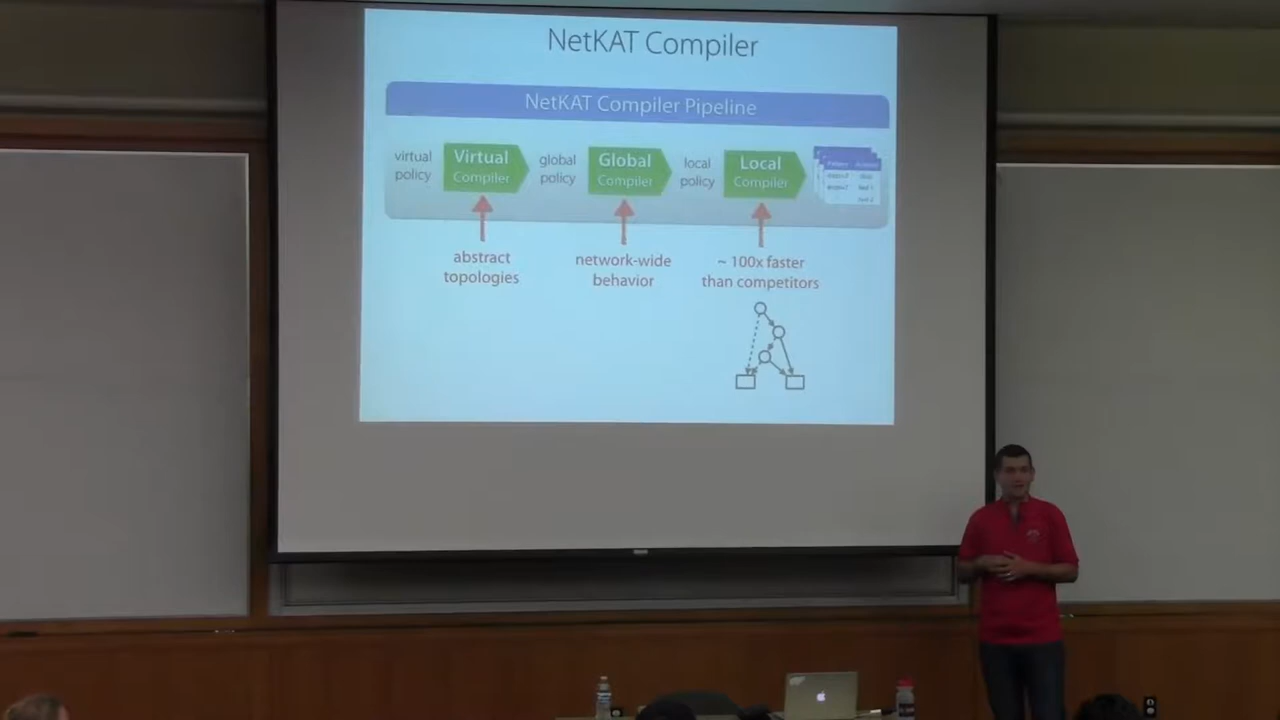 NetKAT Compiler
NetKAT Compiler Pipeline
virtual
policy
Virtual
Compiler
global
policy
Global
Compiler
local
policy
Local
Compiler
abstract
topologies
network-wide
behavior
~ 100x faster
than competitors